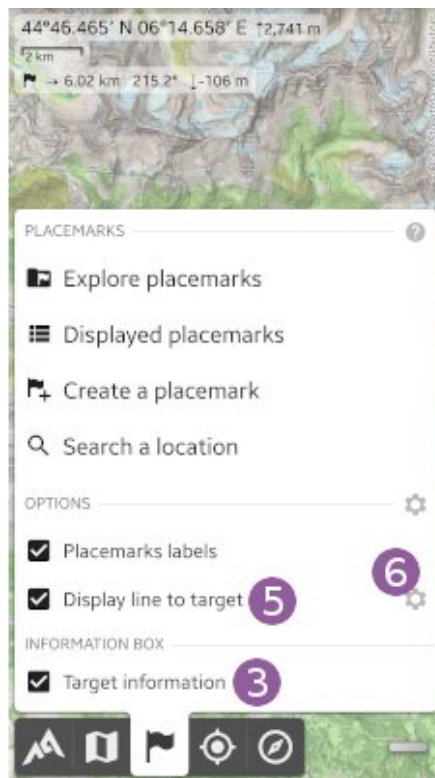 44°46.465' N 06°14.658' E ↑2,741 m
2 km
→ 6.02 km 215.2° ↓-106 m
PLACEMARKS
Explore placemarks
Displayed placemarks
Create a placemark
Search a location
OPTIONS
Placemarks labels
6
Display line to target 5
INFORMATION BOX
Target information 3